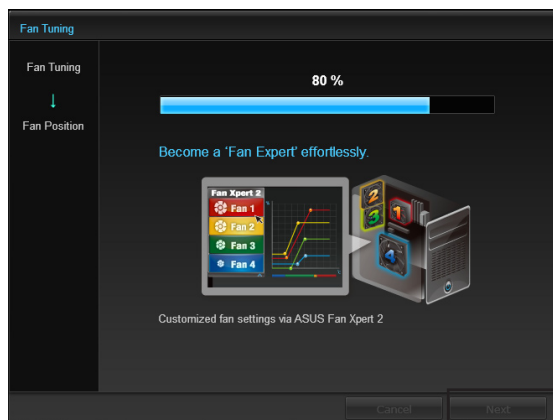 Fan Tuning
Fan Tuning
↓
Fan Position
80 %
Become a 'Fan Expert' effortlessly.
Fan Xpert 2
Fan 1
Fan 2
Fan 3
Fan 4
2
3
1
4
Customized fan settings via ASUS Fan Xpert 2
Cancel
Next